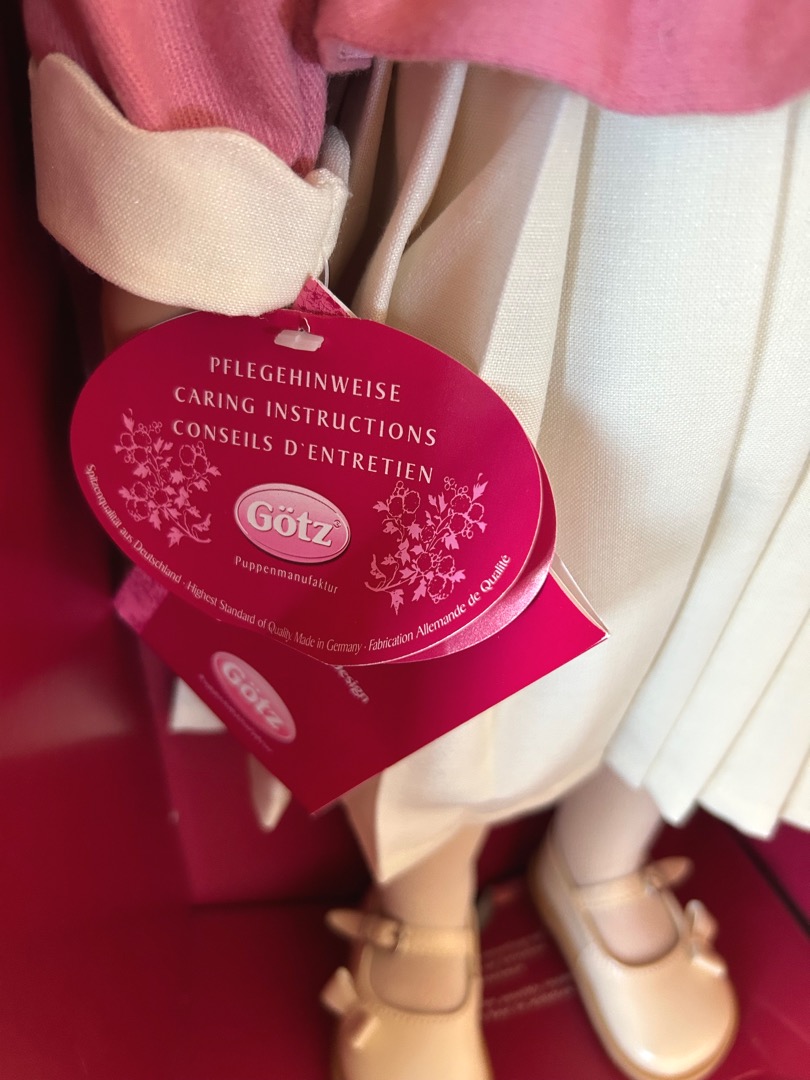 PFLEGEHINWEISE
CARING INSTRUCTIONS
CONSEILS D'ENTRETIEN
Götz®
Puppenmanufaktur
Spitzenqualität aus Deutschland · Highest Standard of Quality. Made in Germany · Fabrication Allemande de Qualité
Götz
design